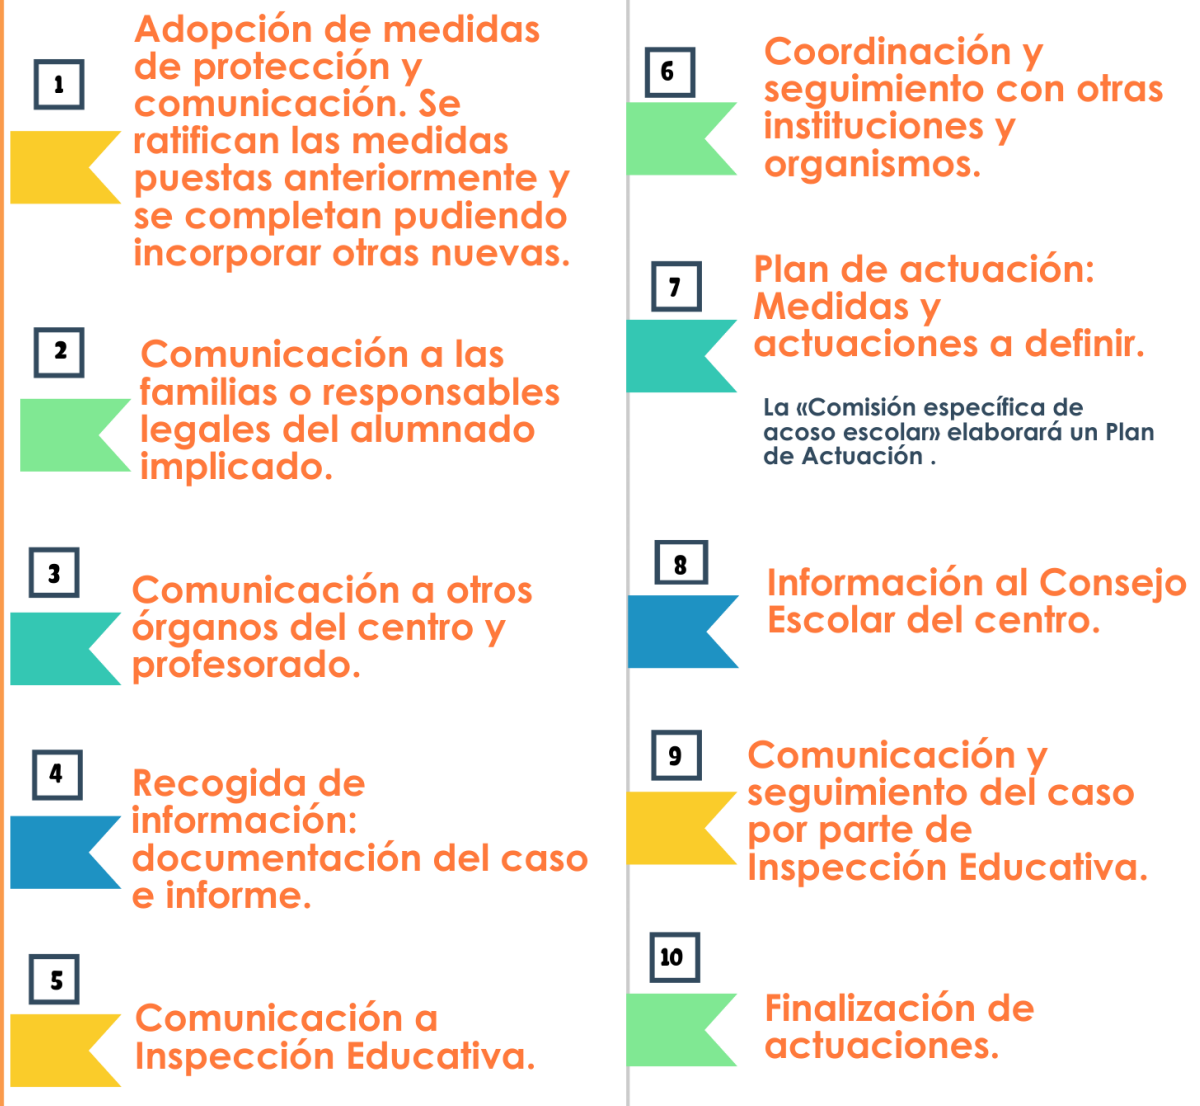 1
Adopción de medidas
de protección y
comunicación. Se
ratifican las medidas
puestas anteriormente y
se completan pudiendo
incorporar otras nuevas.
2
Comunicación a las
familias o responsables
legales del alumnado
implicado.
3
Comunicación a otros
órganos del centro y
profesorado.
4
Recogida de
información:
documentación del caso
e informe.
5
Comunicación a
Inspección Educativa.
6
Coordinación y
seguimiento con otras
instituciones y
organismos.
7
Plan de actuación:
Medidas y
actuaciones a definir.
La «Comisión específica de
acoso escolar» elaborará un Plan
de Actuación .
8
Información al Consejo
Escolar del centro.
9
Comunicación y
seguimiento del caso
por parte de
Inspección Educativa.
10
Finalización de
actuaciones.